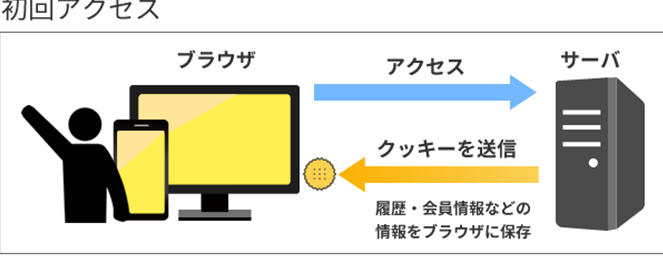 初回アクセス
ブラウザ
アクセス
サーバ
クッキーを送信
履歴・会員情報などの
情報をブラウザに保存